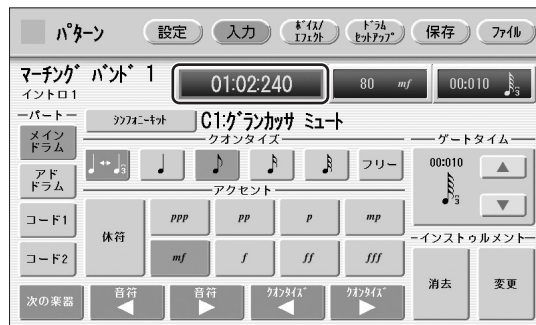 パターン
設定
入力
ボイス/
エフェクト
ドラム
セットアップ
保存
ファイル
マーチングバンド 1
イントロ1
01:02:240
80 mf
00:010
3
パート
シンフォニーキット
C1:グランカッサ ミュート
メイン
ドラム
アド
ドラム
コード1
コード2
次の楽器
クオンタイズ
3
フリー
アクセント
休符
ppp
pp
p
mp
mf
f
ff
fff
音符
音符
クオンタイズ
クオンタイズ
ゲート
タイム
00:010
3
インストゥルメント
消去
変更